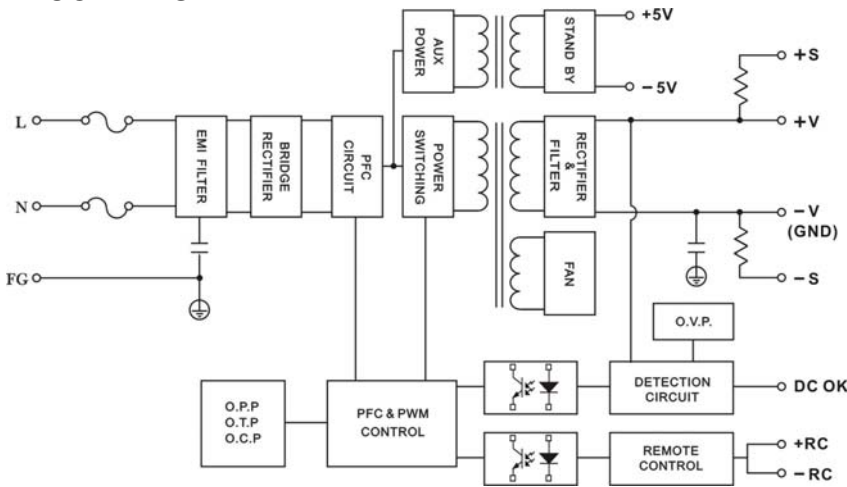 +5V
AUX
POWER
STAND BY
- 5V
+S
L
EMI FILTER
BRIDGE
RECTIFIER
PFC
CIRCUIT
POWER
SWITCHING
RECTIFIER
&
FILTER
+V
N
-V
(GND)
FG
FAN
-S
O.V.P.
O.P.P
O.T.P
O.C.P
PFC & PWM
CONTROL
DETECTION
CIRCUIT
DC OK
REMOTE
CONTROL
+RC
-RC